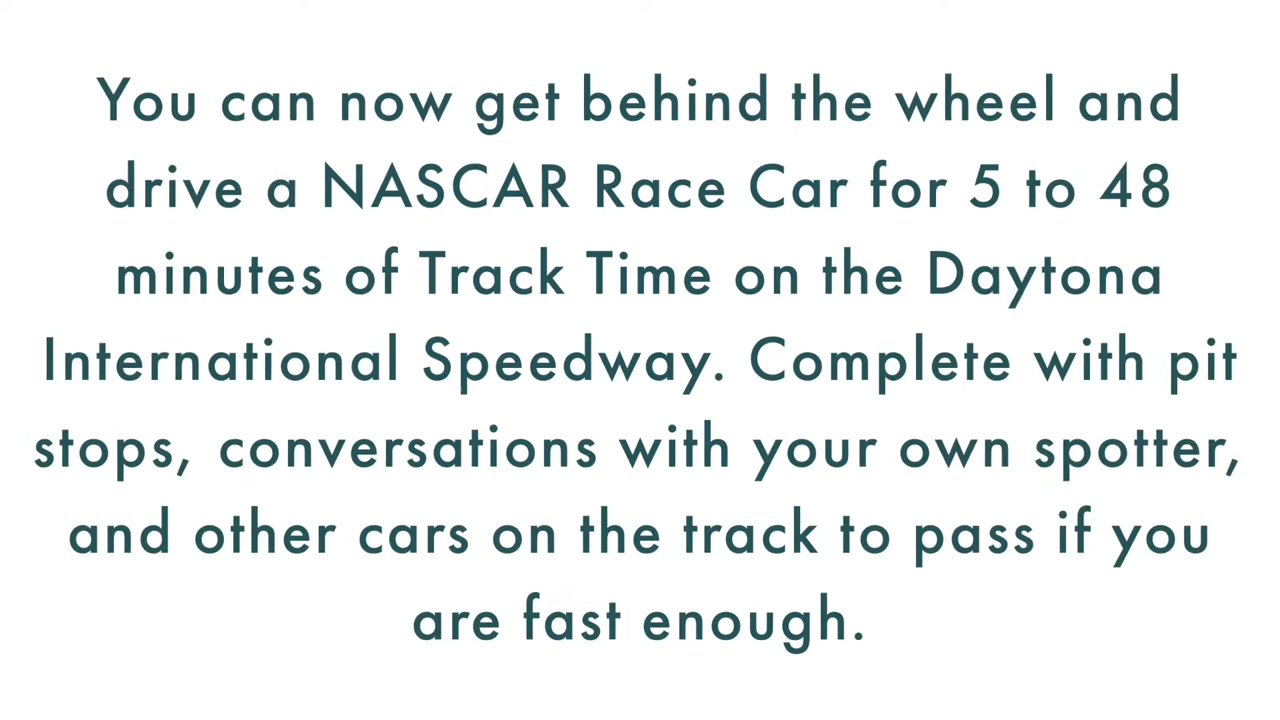 You can now get behind the wheel and
drive a NASCAR Race Car for 5 to 48
minutes of Track Time on the Daytona
International Speedway. Complete with pit
stops, conversations with your own spotter,
and other cars on the track to pass if you
are fast enough.